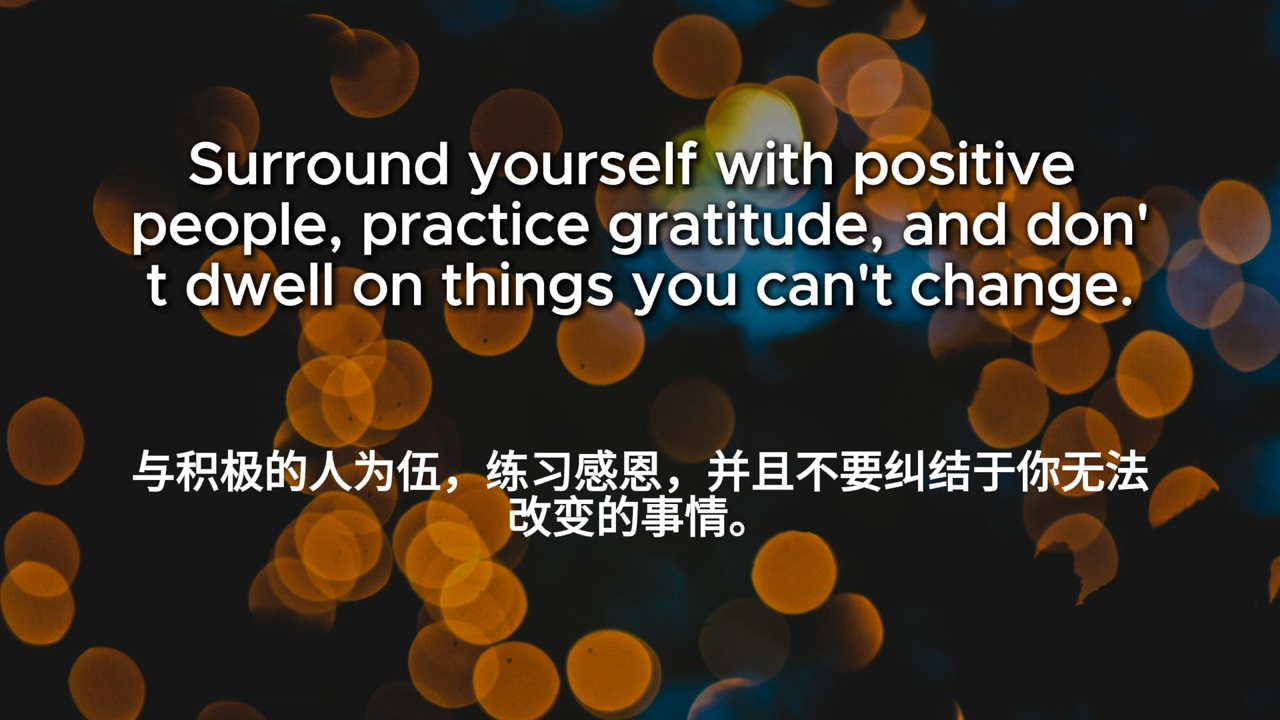 Surround yourself with positive
people, practice gratitude, and don'
t dwell on things you can't change.
与积极的人为伍，练习感恩，并且不要纠结于你无法
改变的事情。